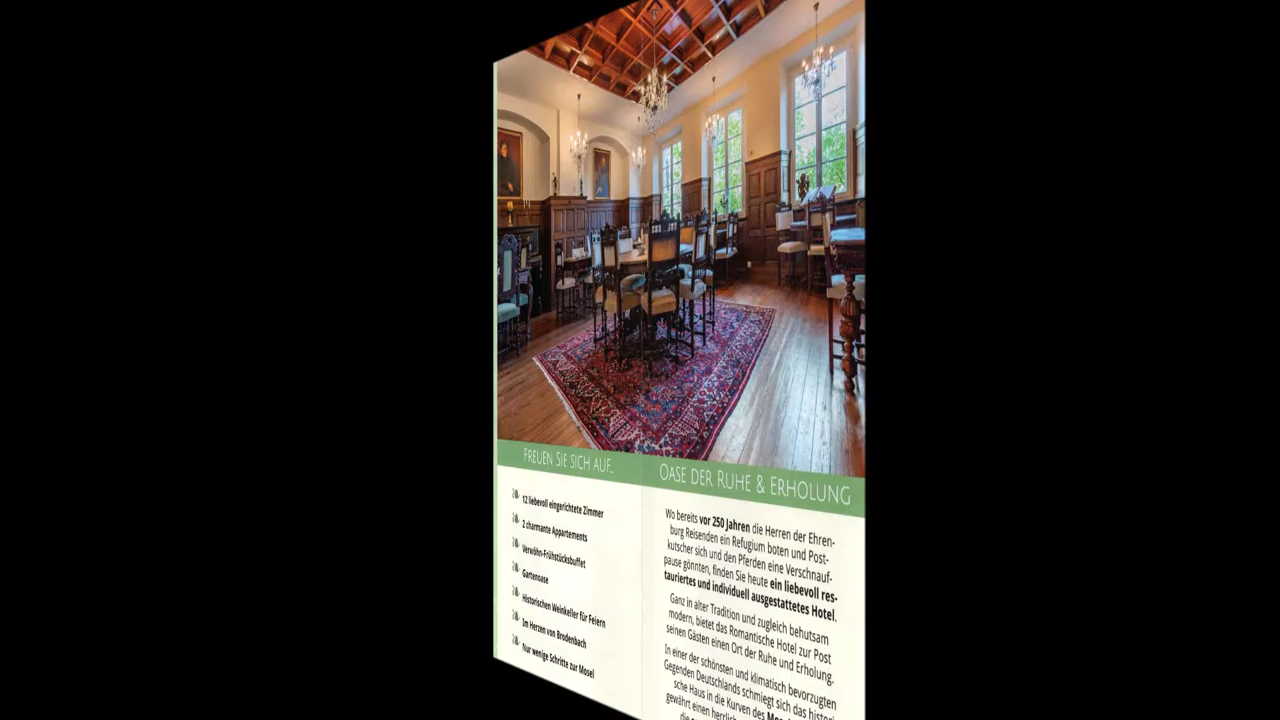 Freuen Sie sich auf...
12 liebevoll eingerichtete Zimmer
2 charmante Appartements
Verwöhn-Frühstücksbuffet
Gartenoase
Historischen Weinkeller für Feiern
Im Herzen von Brodenbach
Nur wenige Schritte zur Mosel
Oase der Ruhe & Erholung
Wo bereits vor 250 Jahren die Herren der Ehren-
burg Reisenden ein Refugium boten und Post-
kutscher sich und den Pferden eine Verschnauf-
pause gönnten, finden Sie heute ein liebevoll res-
tauriertes und individuell ausgestattetes Hotel.
Ganz in alter Tradition und zugleich behutsam
modern, bietet das Romantische Hotel zur Post
seinen Gästen einen Ort der Ruhe und Erholung.
In einer der schönsten und klimatisch bevorzugten
Gegenden Deutschlands schmiegt sich das histori
sche Haus in die Kurven des
gewährt einen
die